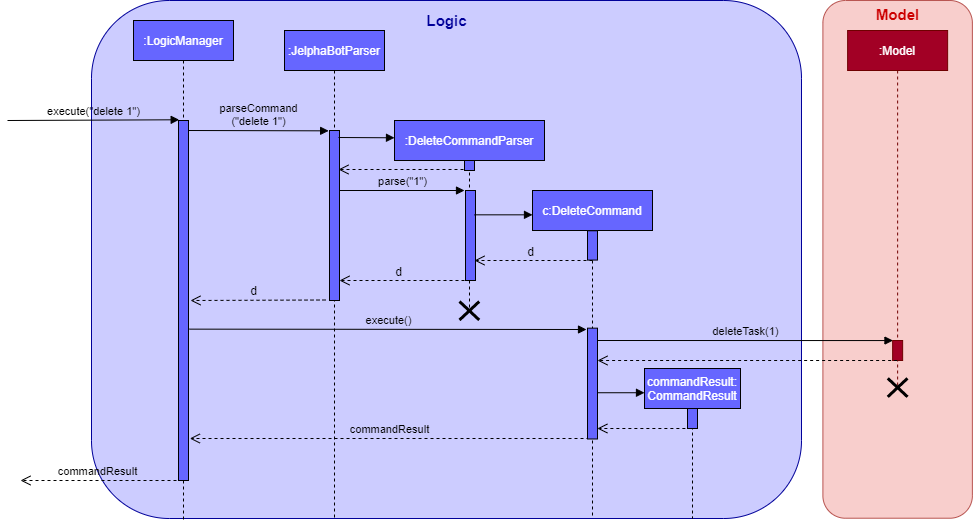 Logic
Model
:LogicManager
:JelphaBotParser
:Model
execute("delete 1")
parseCommand
("delete 1")
:DeleteCommandParser
parse("1")
c:DeleteCommand
d
d
d
execute()
deleteTask(1)
commandResult:
CommandResult
commandResult
commandResult